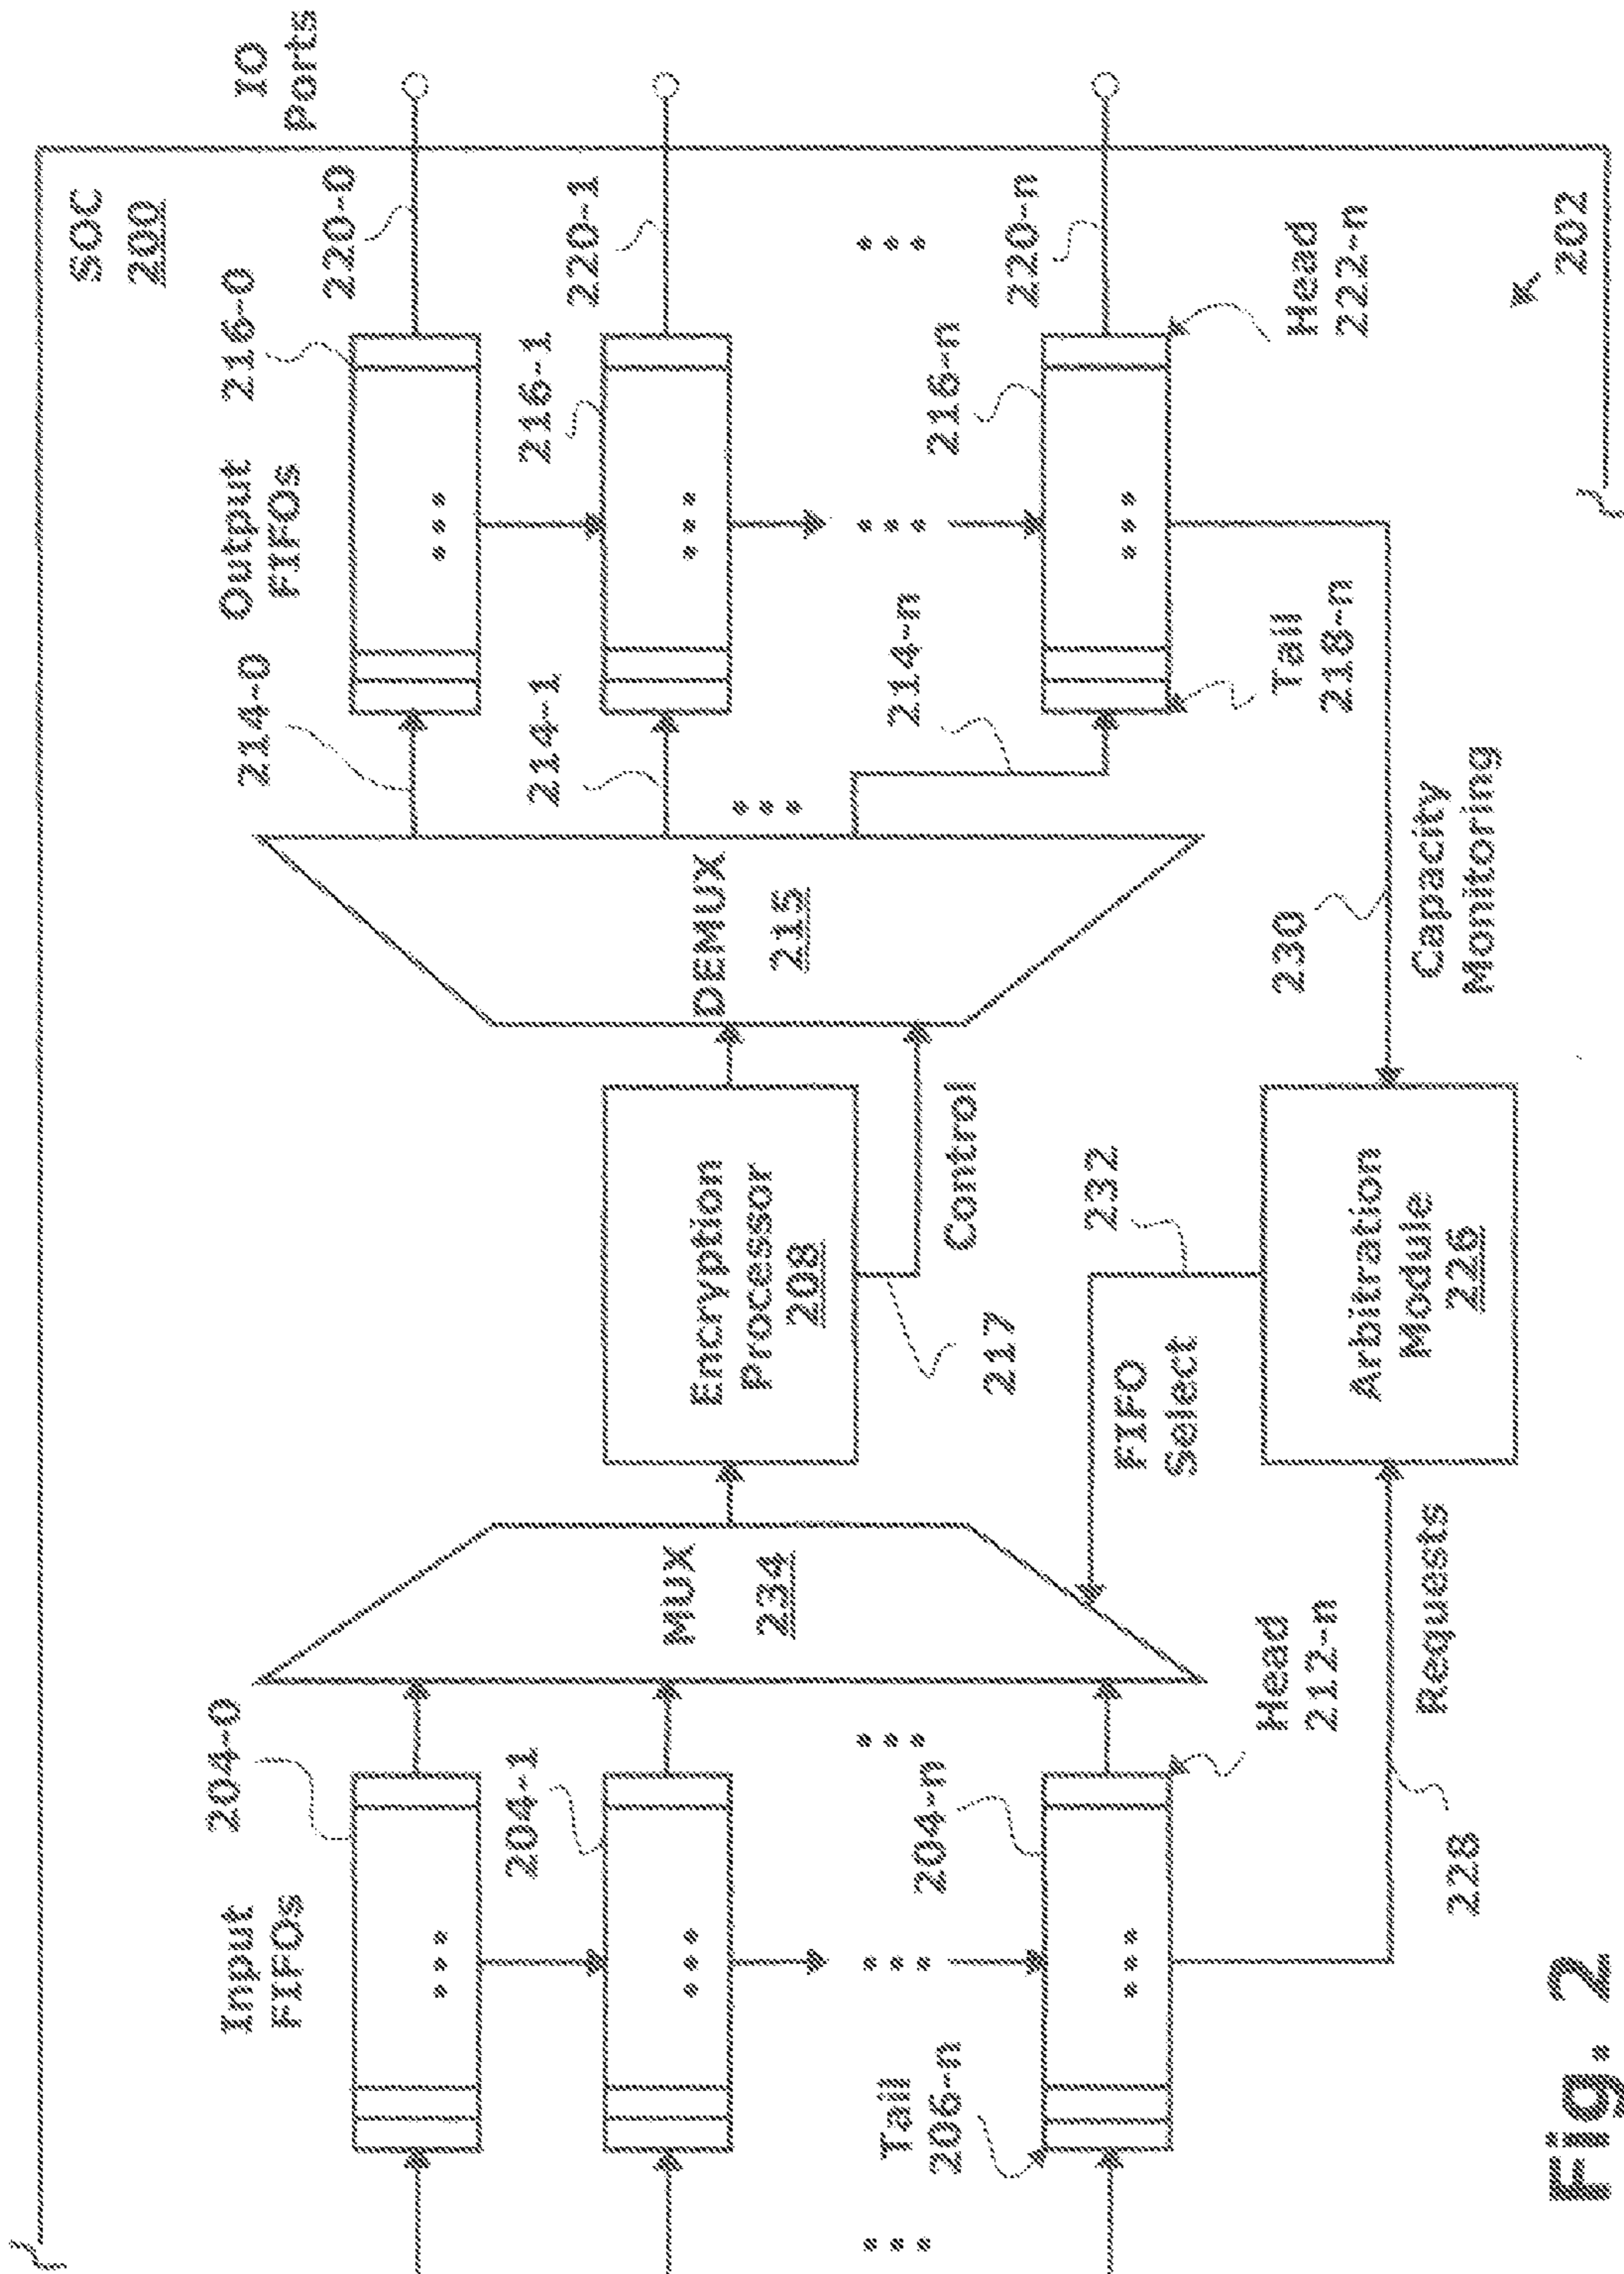 SOC
200
IO
Ports
Input
FIFOs
204-0
204-1
204-n
Tail
206-n
Head
212-n
MUX
234
Encryption
Processor
208
217
Control
DEMUX
215
214-0
214-1
214-n
Output
FIFOs
216-0
216-1
216-n
220-0
220-1
220-n
Tail
218-n
Head
222-n
FIFO
Select
232
Arbitration
Module
226
Requests
228
230
Capacity
Monitoring
202
Fig. 2